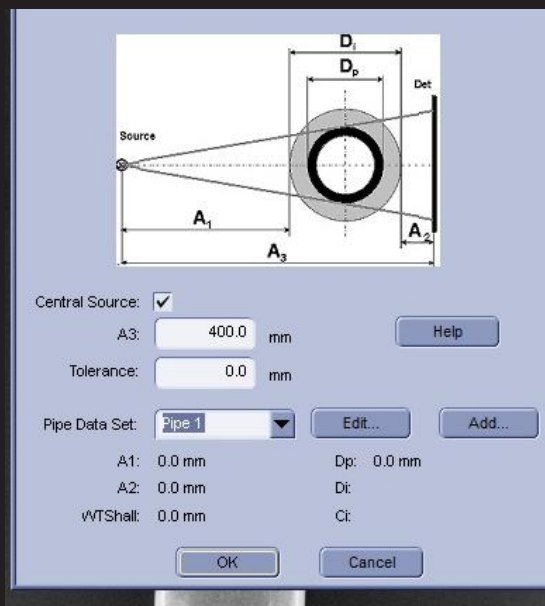 Di
Dp
Det
Source
A1
A2
A3
Central Source:
A3: 400.0 mm
Help
Tolerance: 0.0 mm
Pipe Data Set: Pipe 1 Edit... Add...
A1: 0.0 mm Dp: 0.0 mm
A2: 0.0 mm Di:
WTShall: 0.0 mm Ci:
OK Cancel